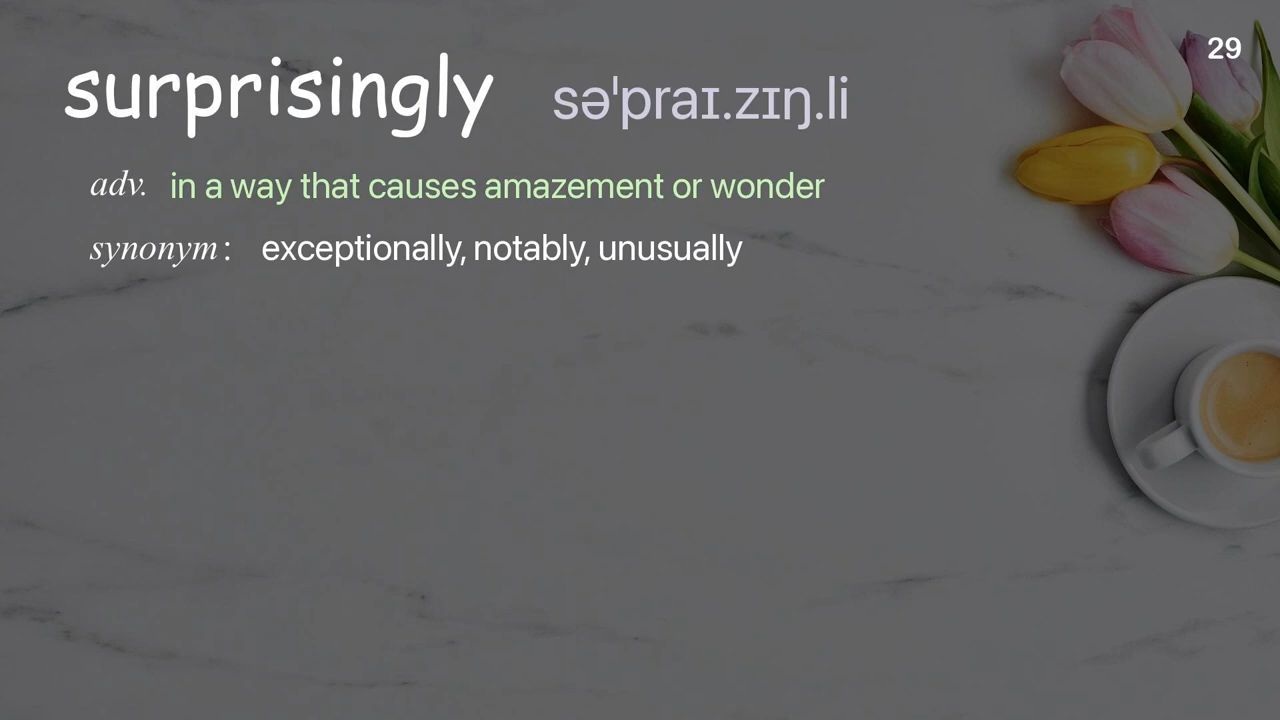 29
surprisingly səˈpraɪ.zɪŋ.li
adv. in a way that causes amazement or wonder
synonym : exceptionally, notably, unusually